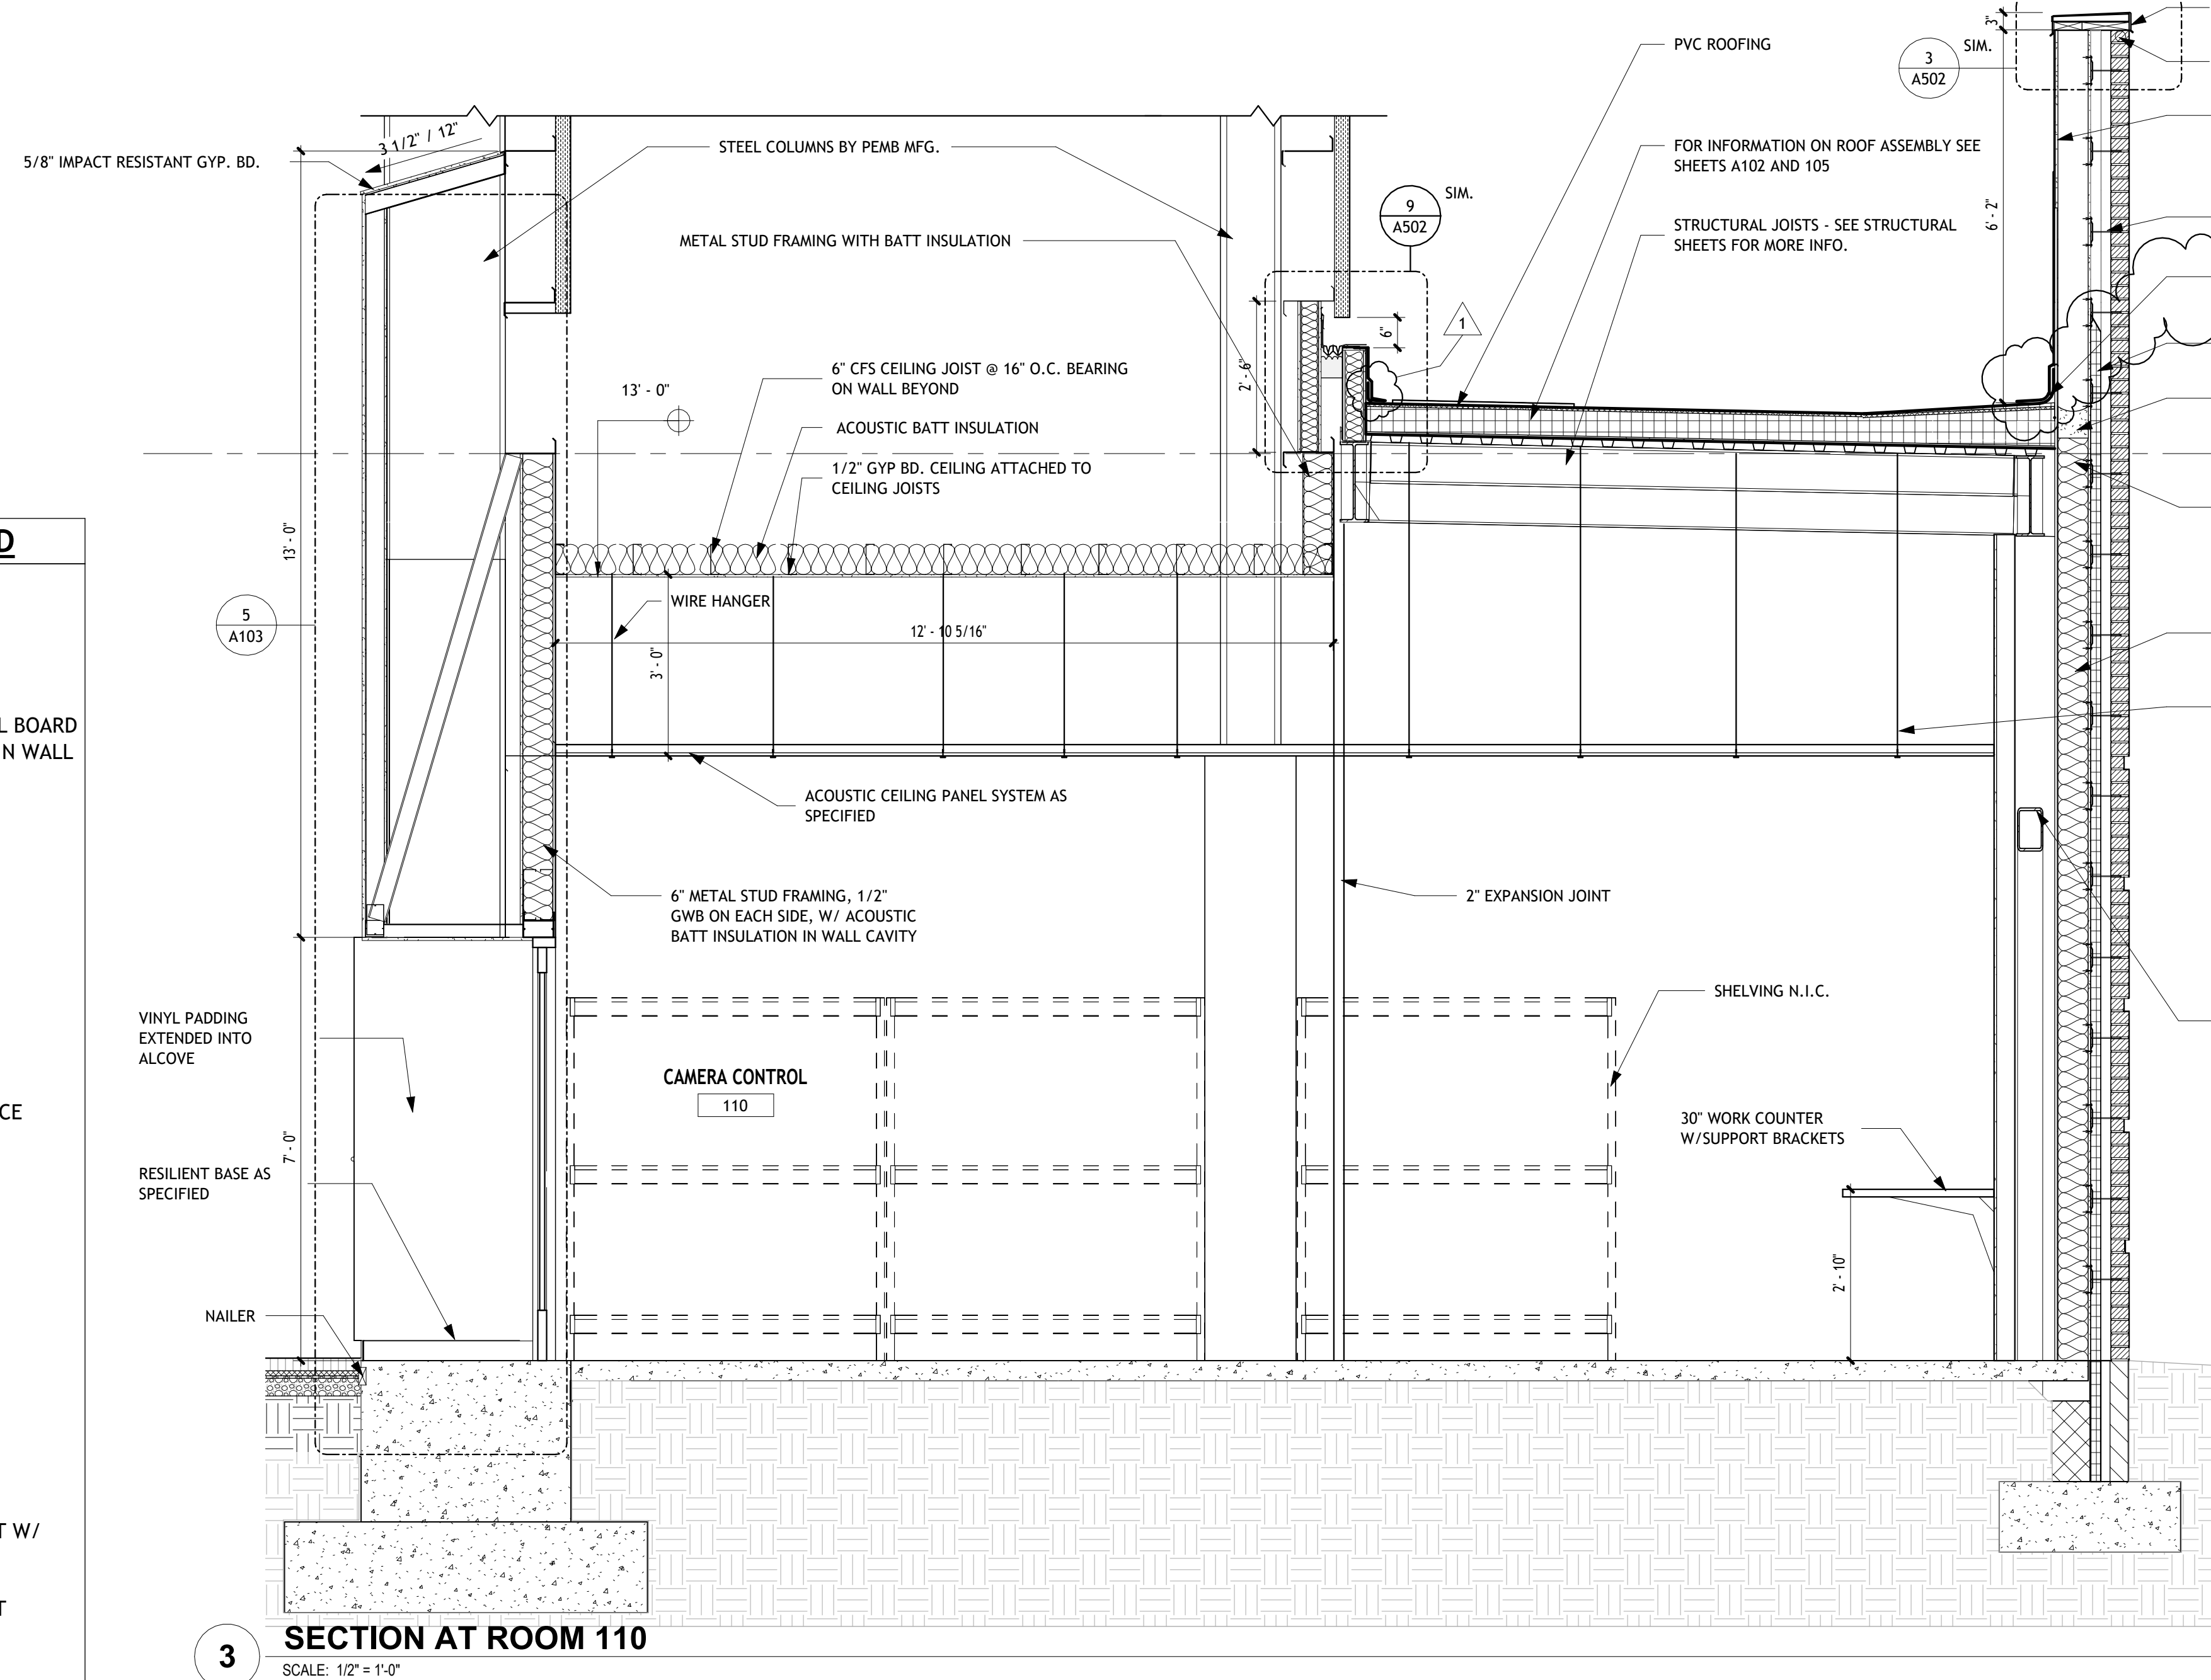 3"
PVC ROOFING
3
A502
SIM.
3 1/2" / 12"
5/8" IMPACT RESISTANT GYP. BD.
STEEL COLUMNS BY PEMB MFG.
FOR INFORMATION ON ROOF ASSEMBLY SEE
SHEETS A102 AND 105
9
A502
SIM.
METAL STUD FRAMING WITH BATT INSULATION
STRUCTURAL JOISTS - SEE STRUCTURAL
SHEETS FOR MORE INFO.
6' - 2"
6"
1
2' - 6"
13' - 0"
6" CFS CEILING JOIST @ 16" O.C. BEARING
ON WALL BEYOND
ACOUSTIC BATT INSULATION
1/2" GYP BD. CEILING ATTACHED TO
CEILING JOISTS
13' - 0"
D
5
A103
WIRE HANGER
12' - 10 5/16"
3' - 0"
L BOARD
N WALL
ACOUSTIC CEILING PANEL SYSTEM AS
SPECIFIED
6" METAL STUD FRAMING, 1/2"
GWB ON EACH SIDE, W/ ACOUSTIC
BATT INSULATION IN WALL CAVITY
2" EXPANSION JOINT
SHELVING N.I.C.
VINYL PADDING
EXTENDED INTO
ALCOVE
CAMERA CONTROL
110
CE
30" WORK COUNTER
W/SUPPORT BRACKETS
7' - 0"
RESILIENT BASE AS
SPECIFIED
2' - 10"
NAILER
T W/
T
3
SECTION AT ROOM 110
SCALE: 1/2" = 1'-0"